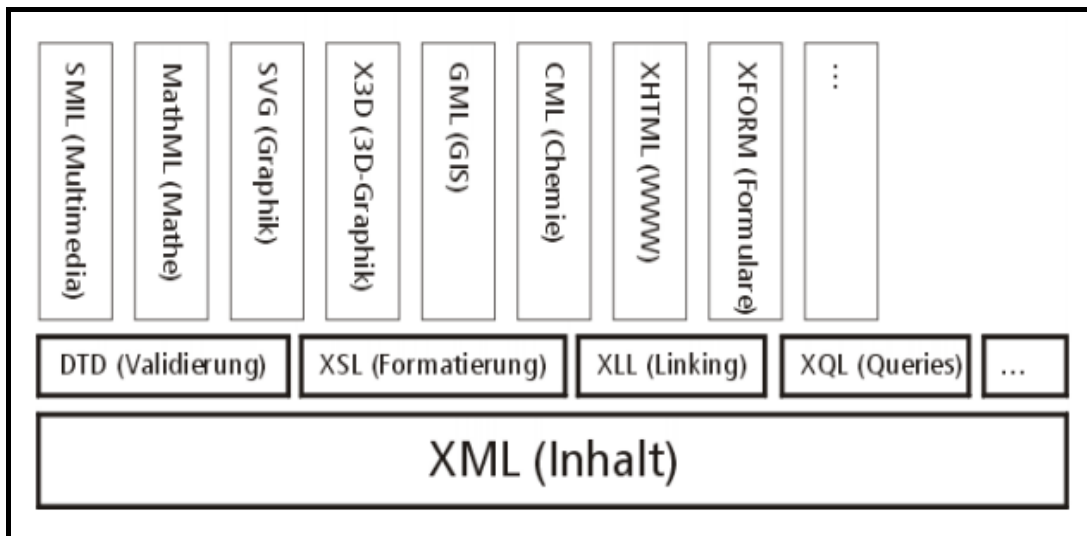 SMIL (Multimedia)
MathML (Mathe)
SVG (Graphik)
X3D (3D-Graphik)
GML (GIS)
CML (Chemie)
XHTML (WWW)
XFORM (Formulare)
...
DTD (Validierung)
XSL (Formatierung)
XLL (Linking)
XQL (Queries)
...
XML (Inhalt)